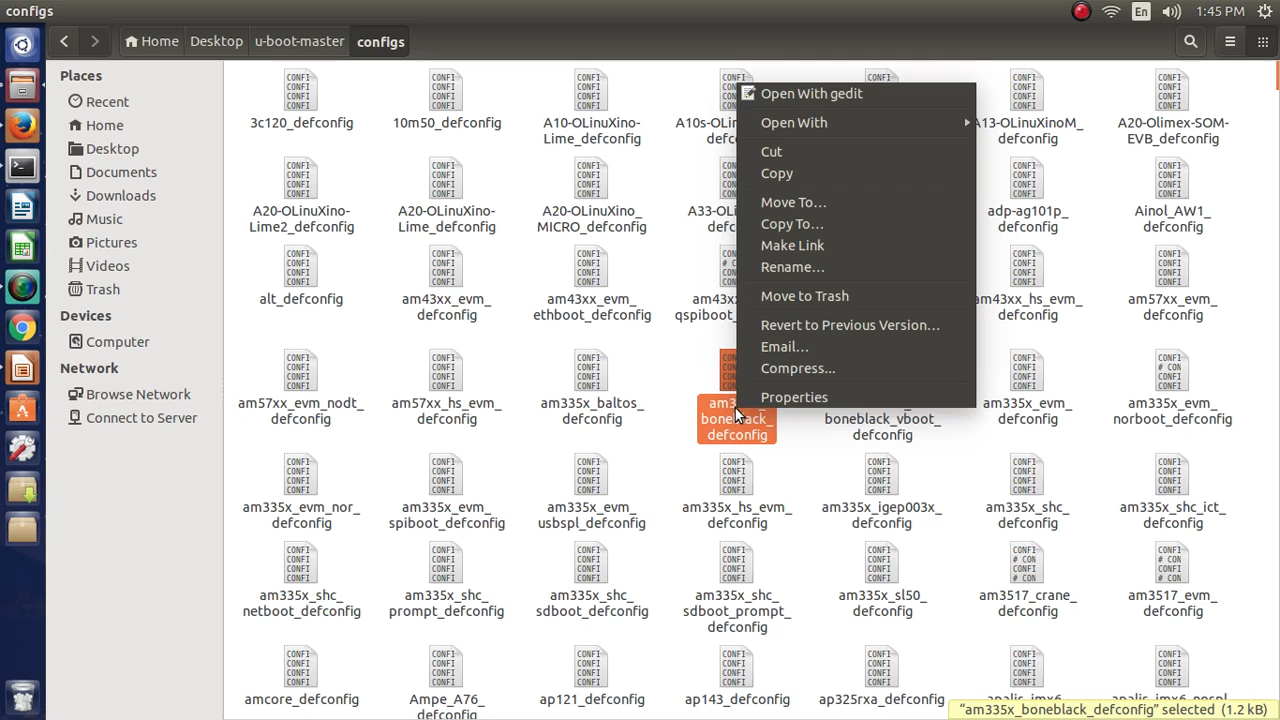 configs
En
1:45 PM
Home
Desktop
u-boot-master
configs
Places
Recent
Home
Desktop
Documents
Downloads
Music
Pictures
Videos
Trash
Devices
Computer
Network
Browse Network
Connect to Server
3c120_defconfig
10m50_defconfig
A10-OLinuXino-
Lime_defconfig
A10s-OLinuXino-
A13-OLinuXinoM_
defconfig
A20-Olimex-SOM-
EVB_defconfig
A20-OLinuXino-
Lime2_defconfig
A20-OLinuXino-
Lime_defconfig
A20-OLinuXino_
MICRO_defconfig
adp-ag101p_
defconfig
Ainol_AW1_
defconfig
alt_defconfig
am43xx_evm_
defconfig
am43xx_evm_
ethboot_defconfig
am43xx_hs_evm_
defconfig
am57xx_evm_
defconfig
am57xx_evm_nodt_
defconfig
am57xx_hs_evm_
defconfig
am335x_baltos_
defconfig
boneblack_
defconfig
boneblack_vboot_
defconfig
am335x_evm_
defconfig
am335x_evm_
norboot_defconfig
am335x_evm_nor_
defconfig
am335x_evm_
spiboot_defconfig
am335x_evm_
usbspl_defconfig
am335x_hs_evm_
defconfig
am335x_igep003x_
defconfig
am335x_shc_
defconfig
am335x_shc_ict_
defconfig
am335x_shc_
netboot_defconfig
am335x_shc_
prompt_defconfig
am335x_shc_
sdboot_defconfig
am335x_shc_
sdboot_prompt_
defconfig
am335x_sl50_
defconfig
am3517_crane_
defconfig
am3517_evm_
defconfig
amcore_defconfig
Ampe_A76_
defconfig
ap121_defconfig
ap143_defconfig
ap325rxa_defconfig
Open With gedit
Open With
Cut
Copy
Move To…
Copy To…
Make Link
Rename…
Move to Trash
Revert to Previous Version…
Email…
Compress…
Properties
“am335x_boneblack_defconfig” selected (1.2 kB)